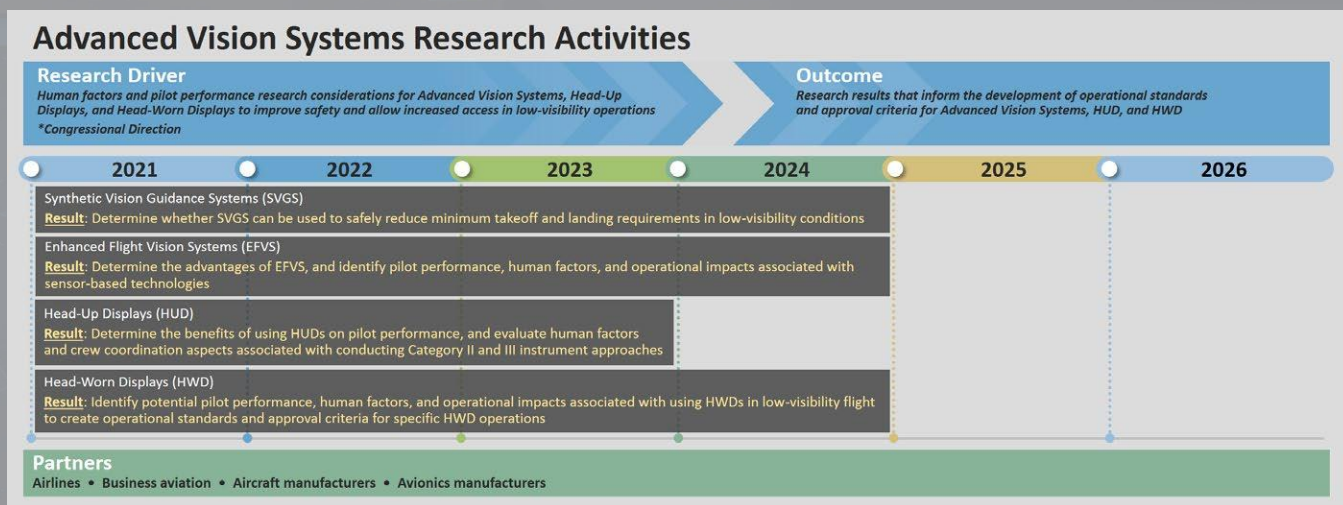 Advanced Vision Systems Research Activities
Research Driver
Human factors and pilot performance research considerations for Advanced Vision Systems, Head-Up
Displays, and Head-Worn Displays to improve safety and allow increased access in low-visibility operations
*Congressional Direction
Outcome
Research results that inform the development of operational standards
and approval criteria for Advanced Vision Systems, HUD, and HWD
2021 2022 2023 2024 2025 2026
Synthetic Vision Guidance Systems (SVGS)
Result: Determine whether SVGS can be used to safely reduce minimum takeoff and landing requirements in low-visibility conditions
Enhanced Flight Vision Systems (EFVS)
Result: Determine the advantages of EFVS, and identify pilot performance, human factors, and operational impacts associated with
sensor-based technologies
Head-Up Displays (HUD)
Result: Determine the benefits of using HUDs on pilot performance, and evaluate human factors
and crew coordination aspects associated with conducting Category II and III instrument approaches
Head-Worn Displays (HWD)
Result: Identify potential pilot performance, human factors, and operational impacts associated with using HWDs in low-visibility flight
to create operational standards and approval criteria for specific HWD operations
Partners
Airlines • Business aviation • Aircraft manufacturers • Avionics manufacturers